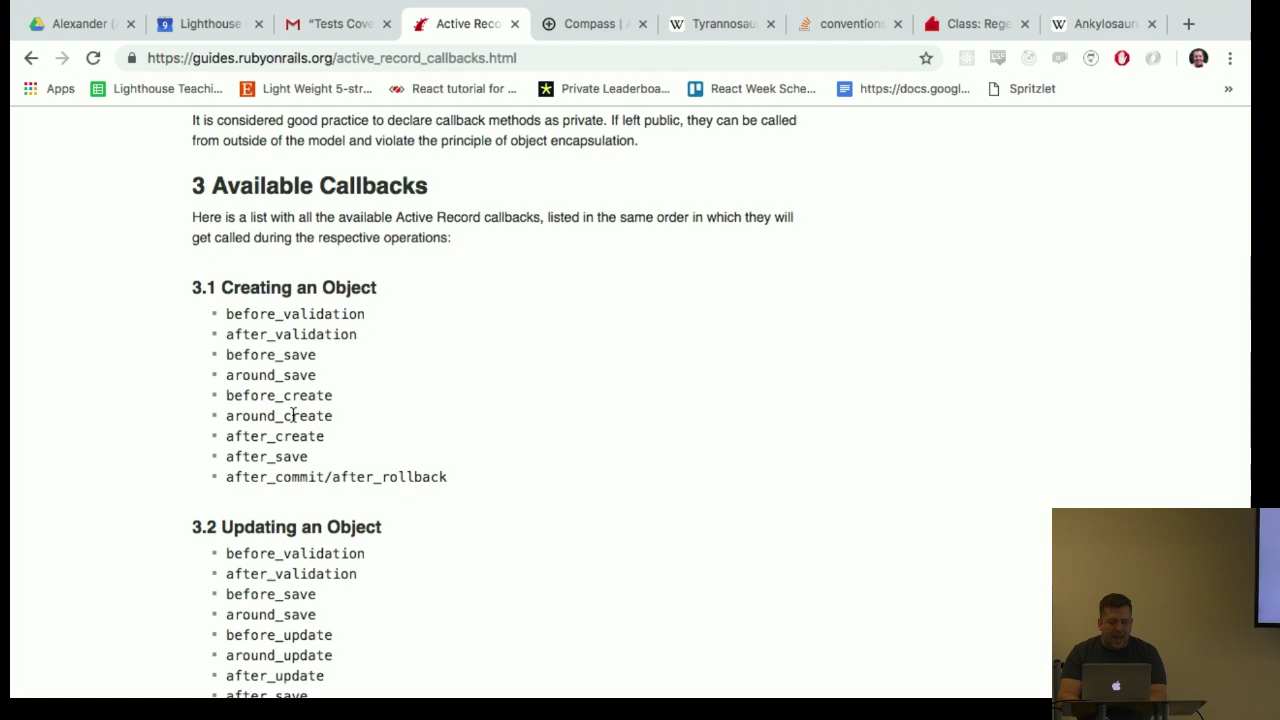 Alexander (
Lighthouse
"Tests Cove
Active Reco
Compass |
Tyrannosau
conventions
Class: Rege
Ankylosaur
https://guides.rubyonrails.org/active_record_callbacks.html
Apps
Lighthouse Teachi...
Light Weight 5-str...
React tutorial for ...
Private Leaderboa...
React Week Sche...
https://docs.googl...
Spritzlet
»
It is considered good practice to declare callback methods as private. If left public, they can be called
from outside of the model and violate the principle of object encapsulation.
3 Available Callbacks
Here is a list with all the available Active Record callbacks, listed in the same order in which they will
get called during the respective operations:
3.1 Creating an Object
before_validation
after_validation
before_save
around_save
before_create
around_create
after_create
after_save
after_commit/after_rollback
3.2 Updating an Object
before_validation
after_validation
before_save
around_save
before_update
around_update
after_update
after_save